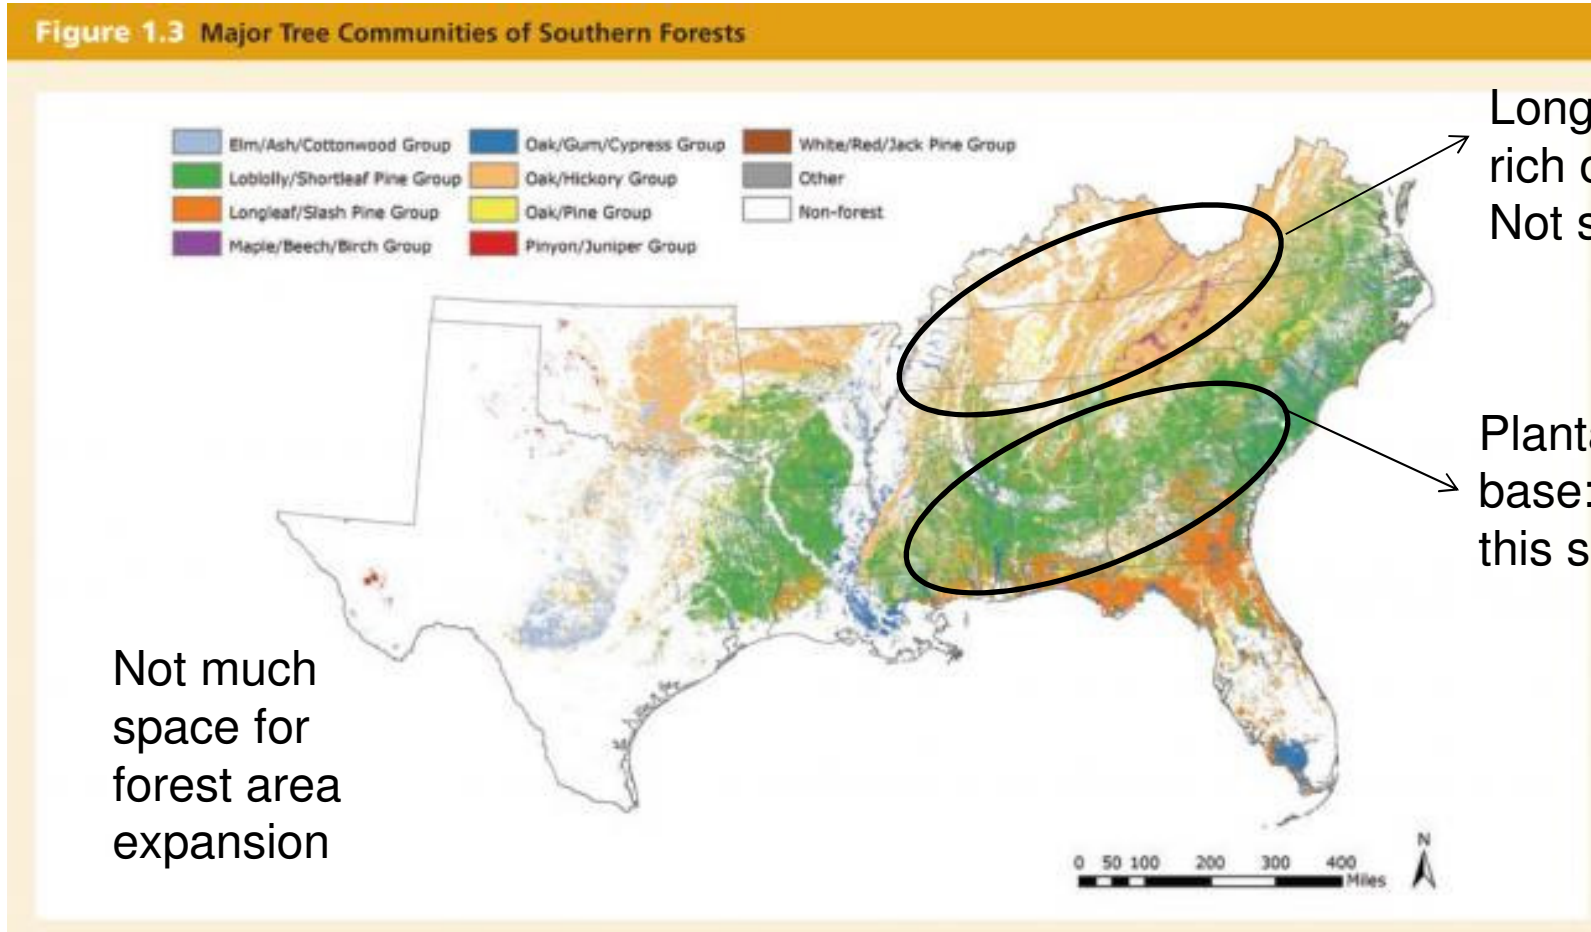 Figure 1.3 Major Tree Communities of Southern Forests
Elm/Ash/Cottonwood Group
Loblolly/Shortleaf Pine Group
Longleaf/Slash Pine Group
Maple/Beech/Birch Group
Oak/Gum/Cypress Group
Oak/Hickory Group
Oak/Pine Group
Pinyon/Juniper Group
White/Red/Jack Pine Group
Other
Non-forest
Long
rich
Not s
Planta
base:
this s
Not much
space for
forest area
expansion
0 50 100 200 300 400
Miles
N